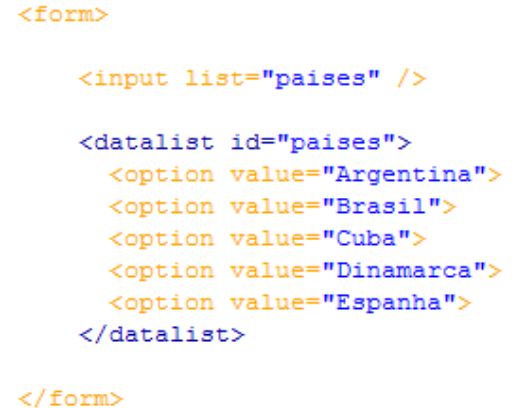 <form>
<input list="paises" />
<datalist id="paises">
<option value="Argentina">
<option value="Brasil">
<option value="Cuba">
<option value="Dinamarca">
<option value="Espanha">
</datalist>
</form>